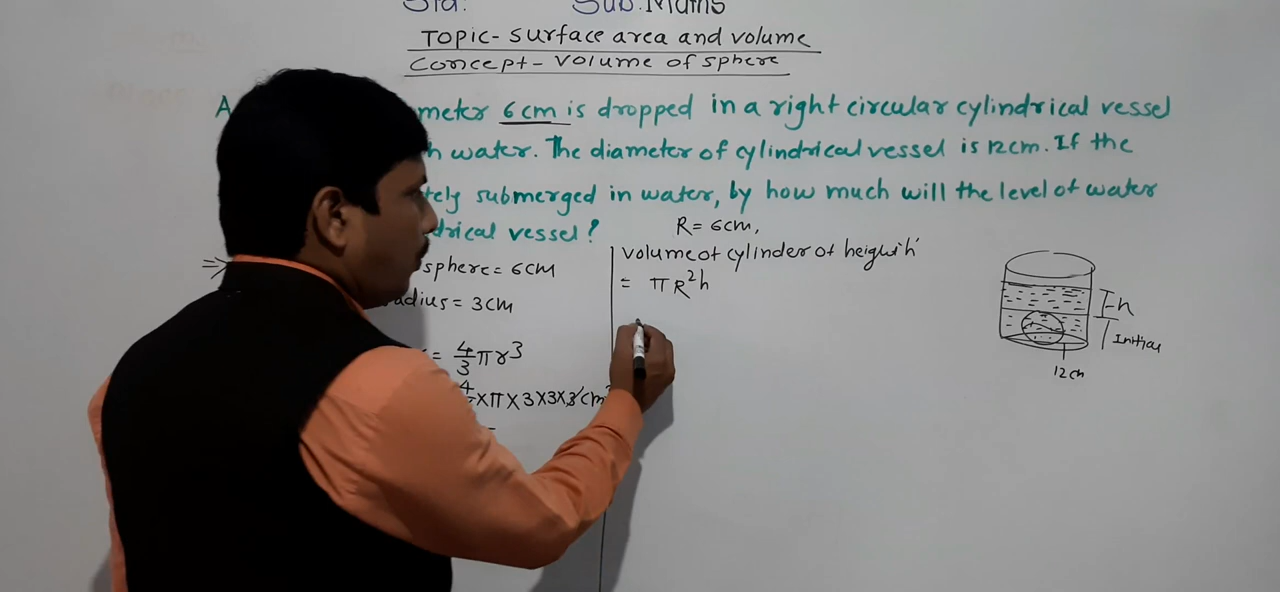 Sub: Maths
Topic- surface area and volume
Concept- volume of sphere
A meter 6cm is dropped in a right circular cylindrical vessel
h water. The diameter of cylindrical vessel is 12cm. If the
tely submerged in water, by how much will the level of water
drical vessel?
R= 6cm,
⇒ sphere = 6cm
radius = 3cm
= 4/3 πr³
×π×3×3×3 cm
volume of cylinder of height 'h'
= πR²h
h
Initial
12cm